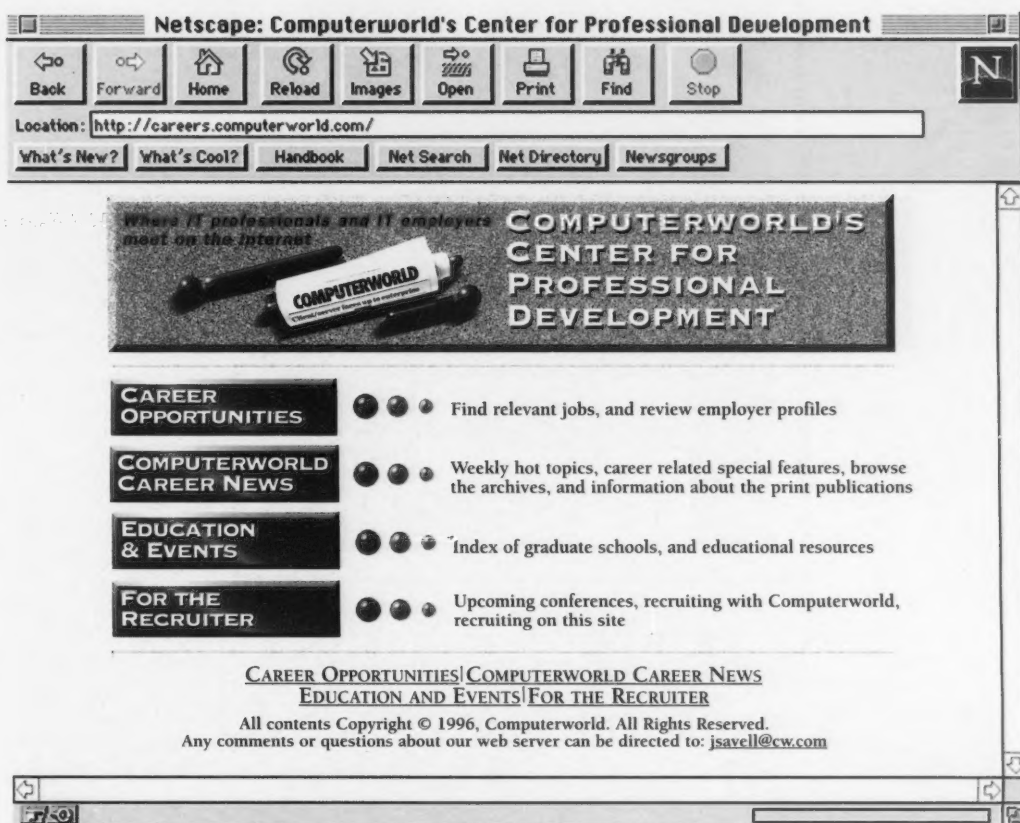 Netscape: Computerworld's Center for Professional Development
Back Forward Home Reload Images Open Print Find Stop
N
Location: http://careers.computerworld.com/
What's New? What's Cool? Handbook Net Search Net Directory Newsgroups
Where IT professionals and IT employers
meet on the Internet
COMPUTERWORLD
Client/server faces up to enterprise
COMPUTERWORLD'S
CENTER FOR
PROFESSIONAL
DEVELOPMENT
CAREER
OPPORTUNITIES
Find relevant jobs, and review employer profiles
COMPUTERWORLD
CAREER NEWS
Weekly hot topics, career related special features, browse
the archives, and information about the print publications
EDUCATION
& EVENTS
Index of graduate schools, and educational resources
FOR THE
RECRUITER
Upcoming conferences, recruiting with Computerworld,
recruiting on this site
CAREER OPPORTUNITIES|COMPUTERWORLD CAREER NEWS
EDUCATION AND EVENTS|FOR THE RECRUITER
All contents Copyright © 1996, Computerworld. All Rights Reserved.
Any comments or questions about our web server can be directed to: jsavell@cw.com